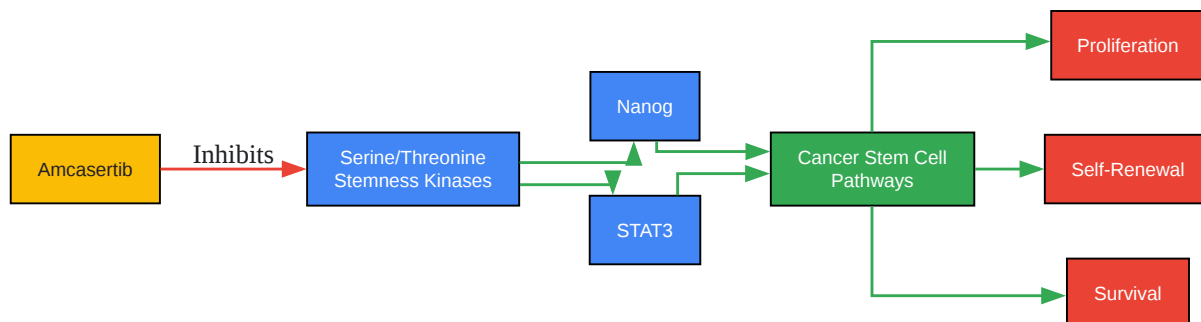 Amcasertib
Inhibits
Serine/Threonine
Stemness Kinases
Nanog
STAT3
Cancer Stem Cell
Pathways
Proliferation
Self-Renewal
Survival